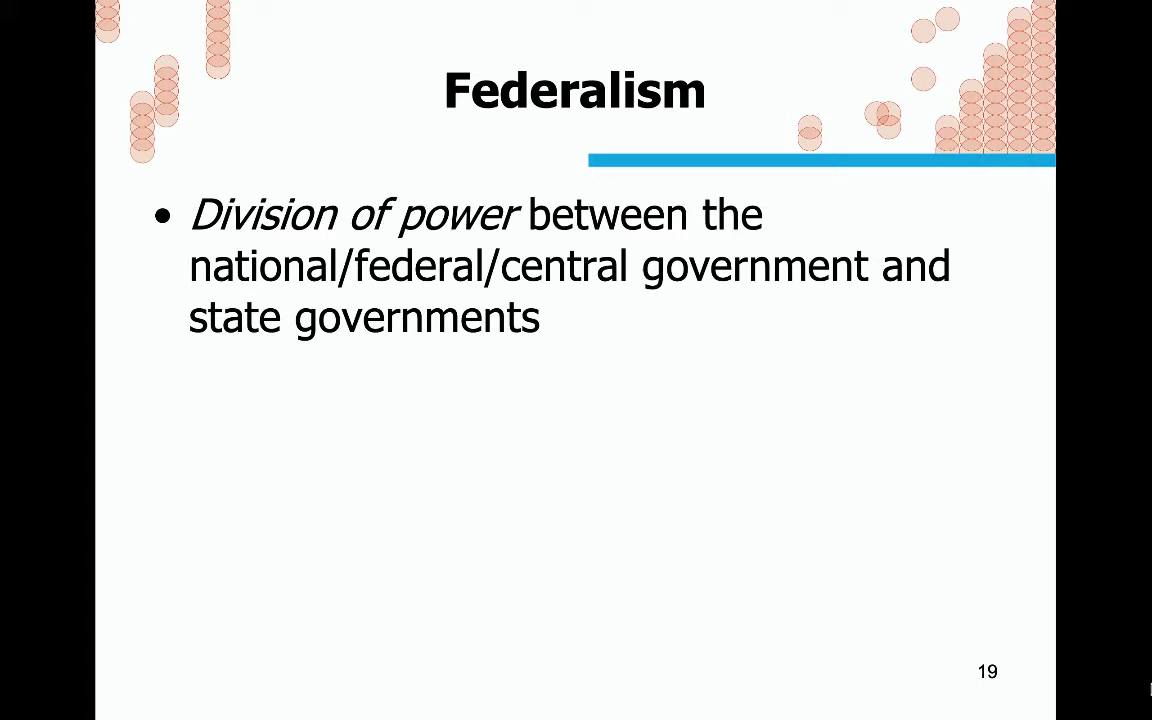 Federalism
• Division of power between the
national/federal/central government and
state governments
19